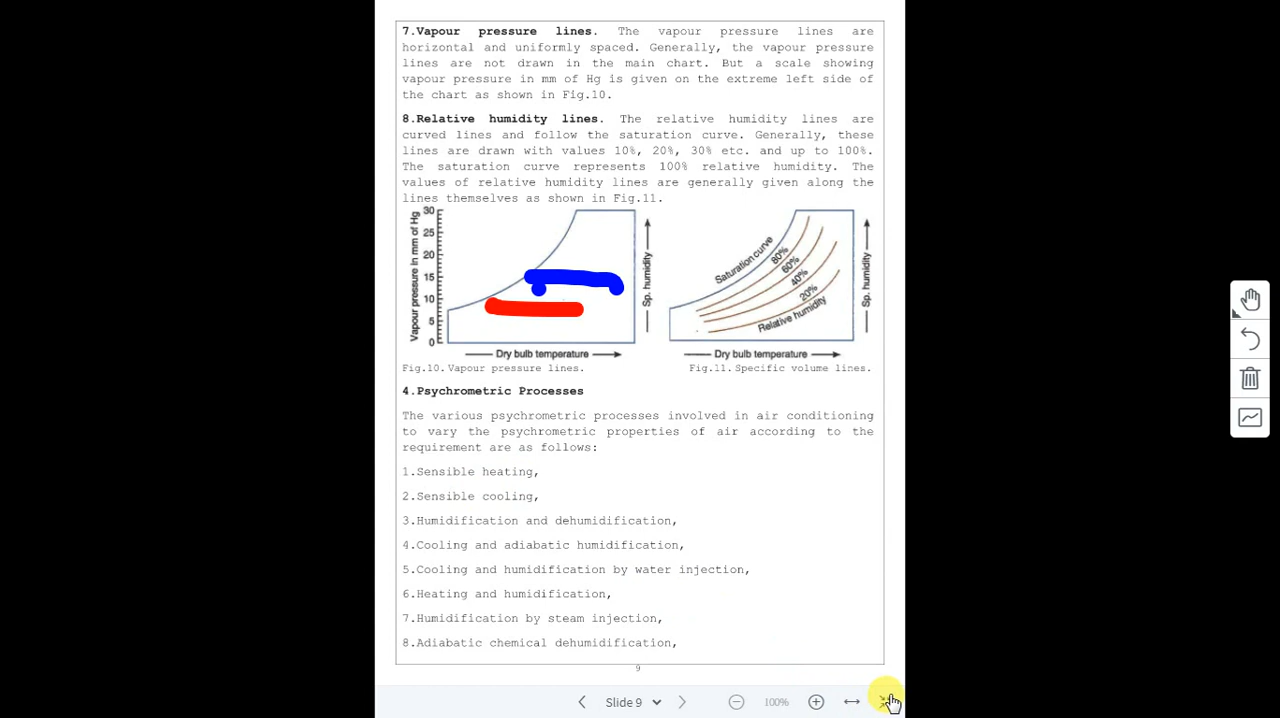 7.Vapour pressure lines. The vapour pressure lines are
horizontal and uniformly spaced. Generally, the vapour pressure
lines are not drawn in the main chart. But a scale showing
vapour pressure in mm of Hg is given on the extreme left side of
the chart as shown in Fig.10.
8.Relative humidity lines. The relative humidity lines are
curved lines and follow the saturation curve. Generally, these
lines are drawn with values 10%, 20%, 30% etc. and up to 100%.
The saturation curve represents 100% relative humidity. The
values of relative humidity lines are generally given along the
lines themselves as shown in Fig.11.
Vapour pressure in mm of Hg
30
25
20
15
10
5
0
Sp. humidity
Dry bulb temperature
Saturation curve
80%
60%
40%
20%
Relative humidity
Sp. humidity
Dry bulb temperature
Fig.10. Vapour pressure lines.
Fig.11. Specific volume lines.
4.Psychrometric Processes
The various psychrometric processes involved in air conditioning
to vary the psychrometric properties of air according to the
requirement are as follows:
1.Sensible heating,
2.Sensible cooling,
3.Humidification and dehumidification,
4.Cooling and adiabatic humidification,
5.Cooling and humidification by water injection,
6.Heating and humidification,
7.Humidification by steam injection,
8.Adiabatic chemical dehumidification,
9
Slide 9
100%